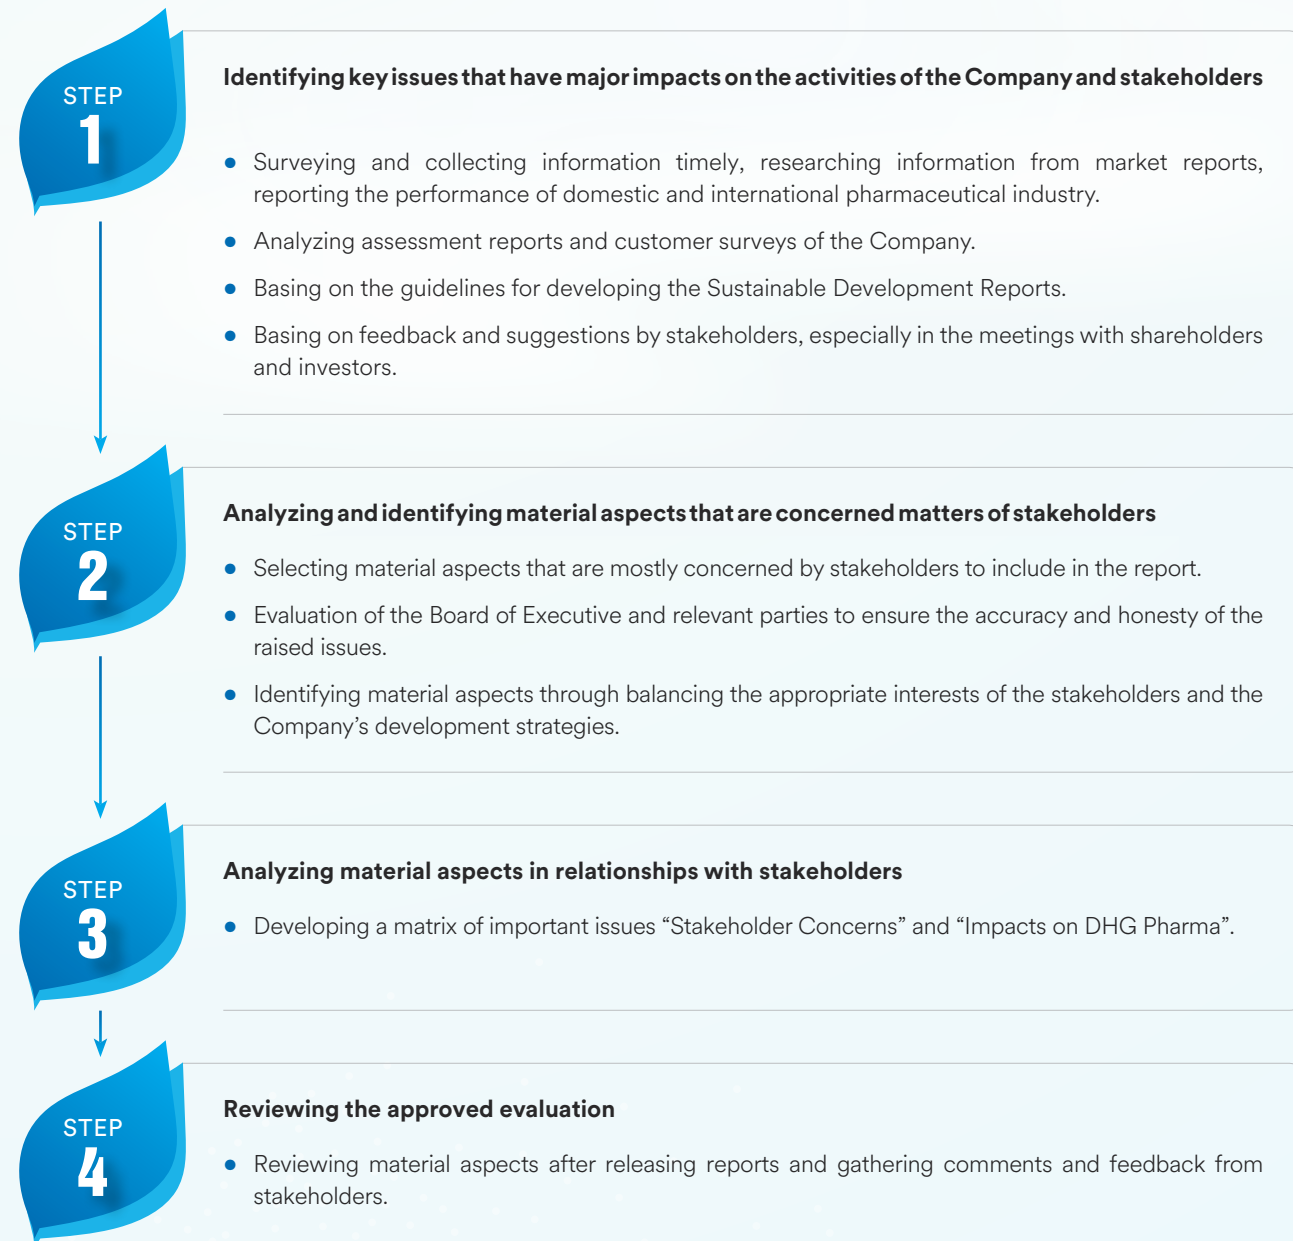 STEP
1
Identifying key issues that have major impacts on the activities of the Company and stakeholders
● Surveying and collecting information timely, researching information from market reports,
reporting the performance of domestic and international pharmaceutical industry.
● Analyzing assessment reports and customer surveys of the Company.
● Basing on the guidelines for developing the Sustainable Development Reports.
● Basing on feedback and suggestions by stakeholders, especially in the meetings with shareholders
and investors.
STEP
2
Analyzing and identifying material aspects that are concerned matters of stakeholders
● Selecting material aspects that are mostly concerned by stakeholders to include in the report.
● Evaluation of the Board of Executive and relevant parties to ensure the accuracy and honesty of the
raised issues.
● Identifying material aspects through balancing the appropriate interests of the stakeholders and the
Company’s development strategies.
STEP
3
Analyzing material aspects in relationships with stakeholders
● Developing a matrix of important issues “Stakeholder Concerns” and “Impacts on DHG Pharma”.
STEP
4
Reviewing the approved evaluation
● Reviewing material aspects after releasing reports and gathering comments and feedback from
stakeholders.